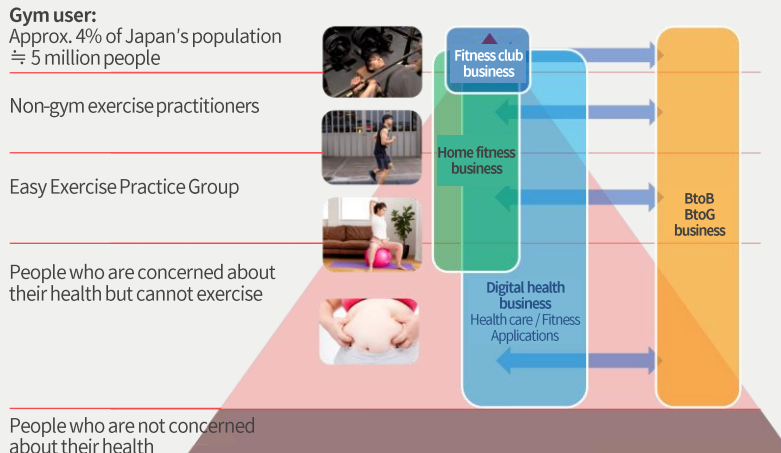 Gym user:
Approx. 4% of Japan's population
≒ 5 million people
Non-gym exercise practitioners
Easy Exercise Practice Group
People who are concerned about
their health but cannot exercise
People who are not concerned
about their health
Fitness club
business
Home fitness
business
Digital health
business
Health care / Fitness
Applications
BtoB
BtoG
business